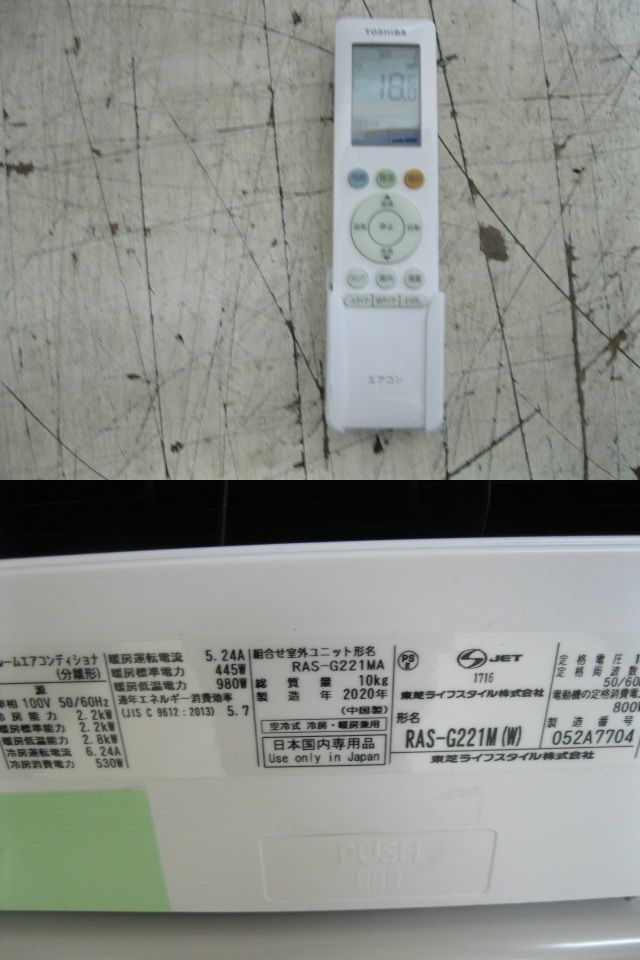 TOSHIBA
18.0
停止
エアコン
ルームエアコンディショナ
(分離形)
源
単相 100V 50/60Hz
冷房能力 2.2kW
暖房標準能力 2.2kW
暖房低温能力 2.8kW
冷房運転電流 6.24A
冷房消費電力 530W
暖房運転電流 5.24A
暖房標準電力 445W
暖房低温電力 980W
通年エネルギー消費効率
(JIS C 9612:2013) 5.7
組合せ室外ユニット形名
RAS-G221MA
総質量 10kg
製造年 2020年
(中国製)
空冷式 冷房・暖房兼用
日本国内専用品
Use only in Japan
PSE
S JET
1716
東芝ライフスタイル株式会社
形名
RAS-G221M(W)
定格電圧 1
定格周波数
50/60
電動機の定格消費電
800W
製造番号
052A7704
東芝ライフスタイル株式会社
PUSH